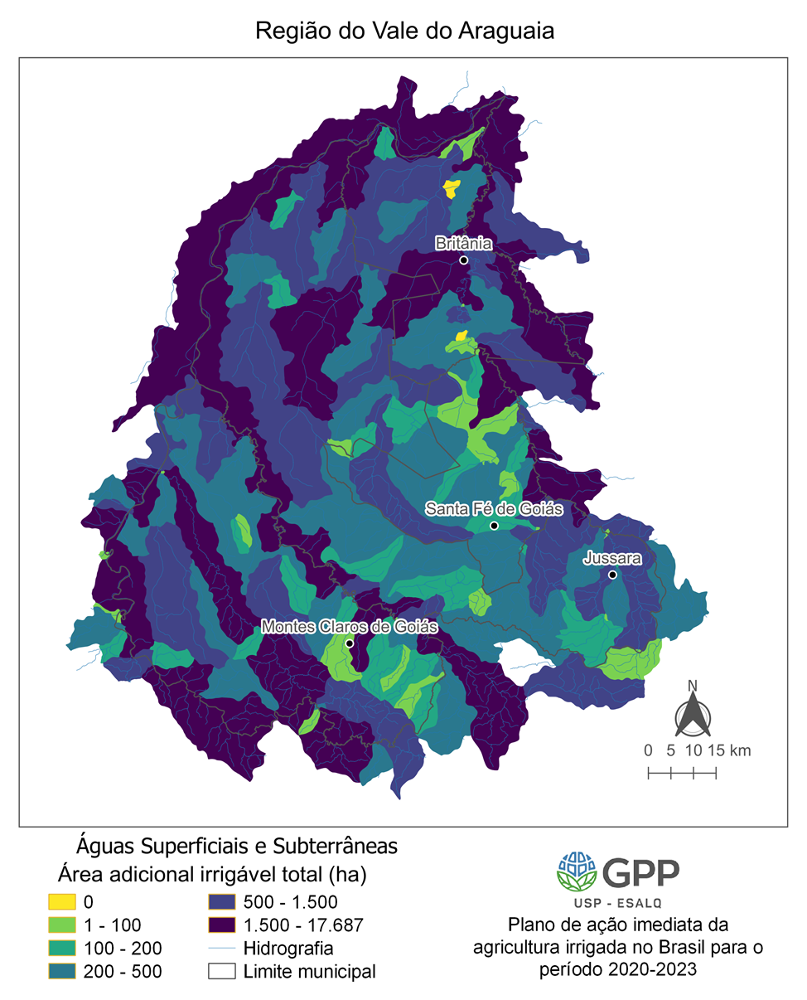 Região do Vale do Araguaia
Britânia
Santa Fé de Goiás
Jussara
Montes Claros de Goiás
N
0 5 10 15 km
Águas Superficiais e Subterrâneas
Área adicional irrigável total (ha)
0
1 - 100
100 - 200
200 - 500
500 - 1.500
1.500 - 17.687
Hidrografia
Limite municipal
GPP
USP - ESALQ
Plano de ação imediata da
agricultura irrigada no Brasil para o
período 2020-2023